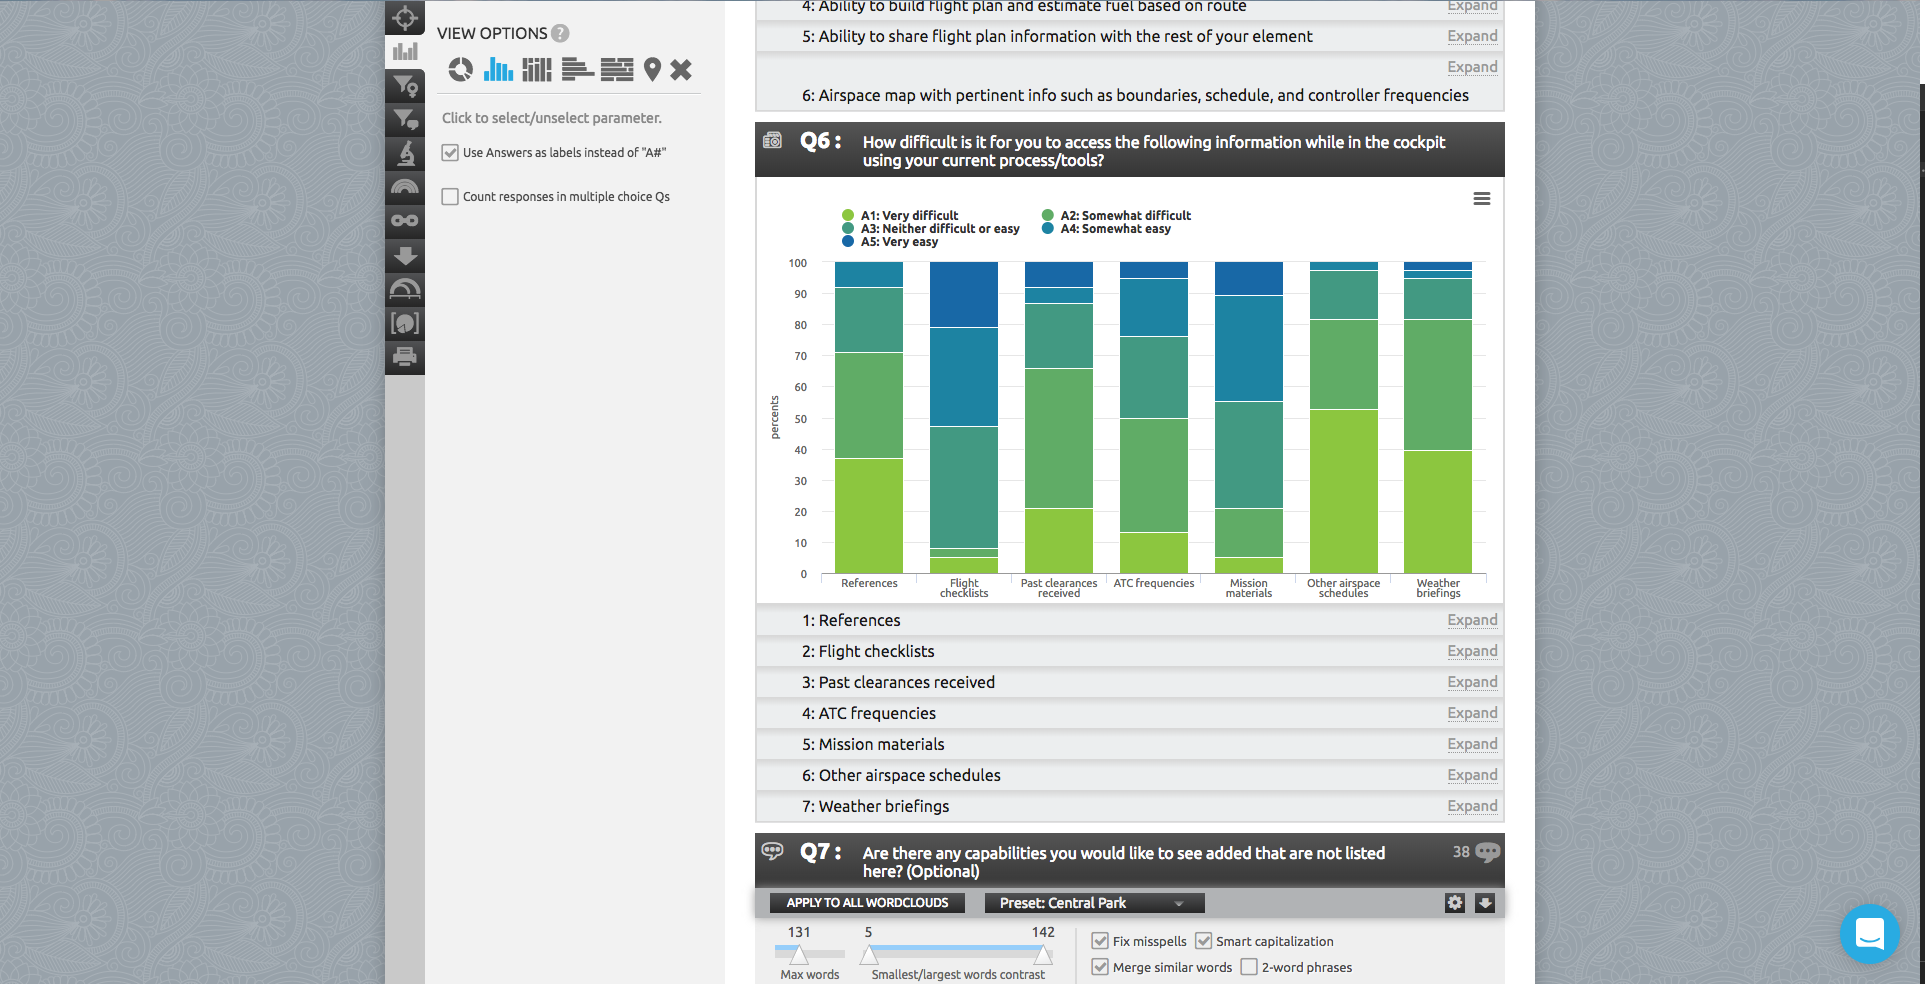 VIEW OPTIONS ?
Click to select/unselect parameter.
Use Answers as labels instead of "A#"
Count responses in multiple choice Qs
4: Ability to build flight plan and estimate fuel based on route Expand
5: Ability to share flight plan information with the rest of your element Expand
Expand
6: Airspace map with pertinent info such as boundaries, schedule, and controller frequencies
Q6 : How difficult is it for you to access the following information while in the cockpit
using your current process/tools?
A1: Very difficult A2: Somewhat difficult
A3: Neither difficult or easy A4: Somewhat easy
A5: Very easy
percents
100
90
80
70
60
50
40
30
20
10
0
References
Flight
checklists
Past clearances
received
ATC frequencies
Mission
materials
Other airspace
schedules
Weather
briefings
1: References Expand
2: Flight checklists Expand
3: Past clearances received Expand
4: ATC frequencies Expand
5: Mission materials Expand
6: Other airspace schedules Expand
7: Weather briefings Expand
Q7 : Are there any capabilities you would like to see added that are not listed
here? (Optional)
38
APPLY TO ALL WORDCLOUDS Preset: Central Park
131 5 142
Max words Smallest/largest words contrast
Fix misspells Smart capitalization
Merge similar words 2-word phrases